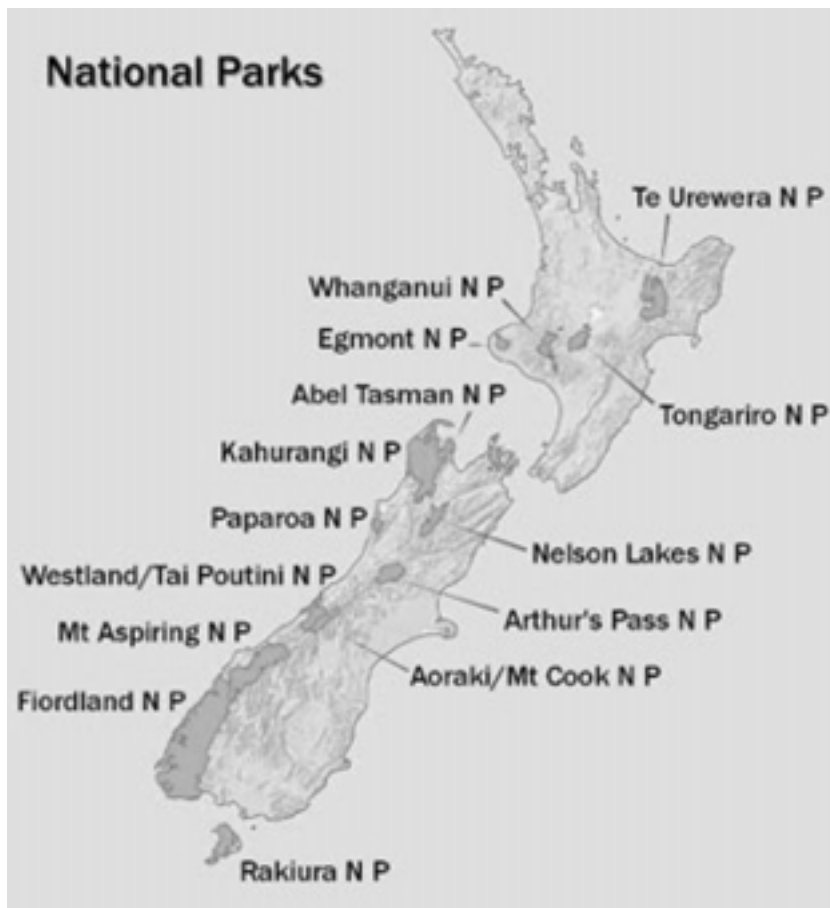 National Parks
Te Urewera N P
Whanganui N P
Egmont N P
Abel Tasman N P
Tongariro N P
Kahurangi N P
Paparoa N P
Nelson Lakes N P
Westland/Tai Poutini N P
Arthur's Pass N P
Mt Aspiring N P
Aoraki/Mt Cook N P
Fiordland N P
Rakiura N P